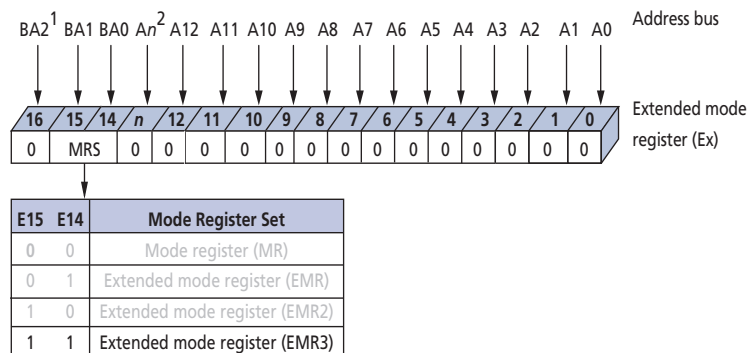 BA2¹ BA1 BA0 An² A12 A11 A10 A9 A8 A7 A6 A5 A4 A3 A2 A1 A0 Address bus
16 15 14 n 12 11 10 9 8 7 6 5 4 3 2 1 0 Extended mode
register (Ex)
0 MRS 0 0 0 0 0 0 0 0 0 0 0 0 0 0
E15 E14 Mode Register Set
0 0 Mode register (MR)
0 1 Extended mode register (EMR)
1 0 Extended mode register (EMR2)
1 1 Extended mode register (EMR3)